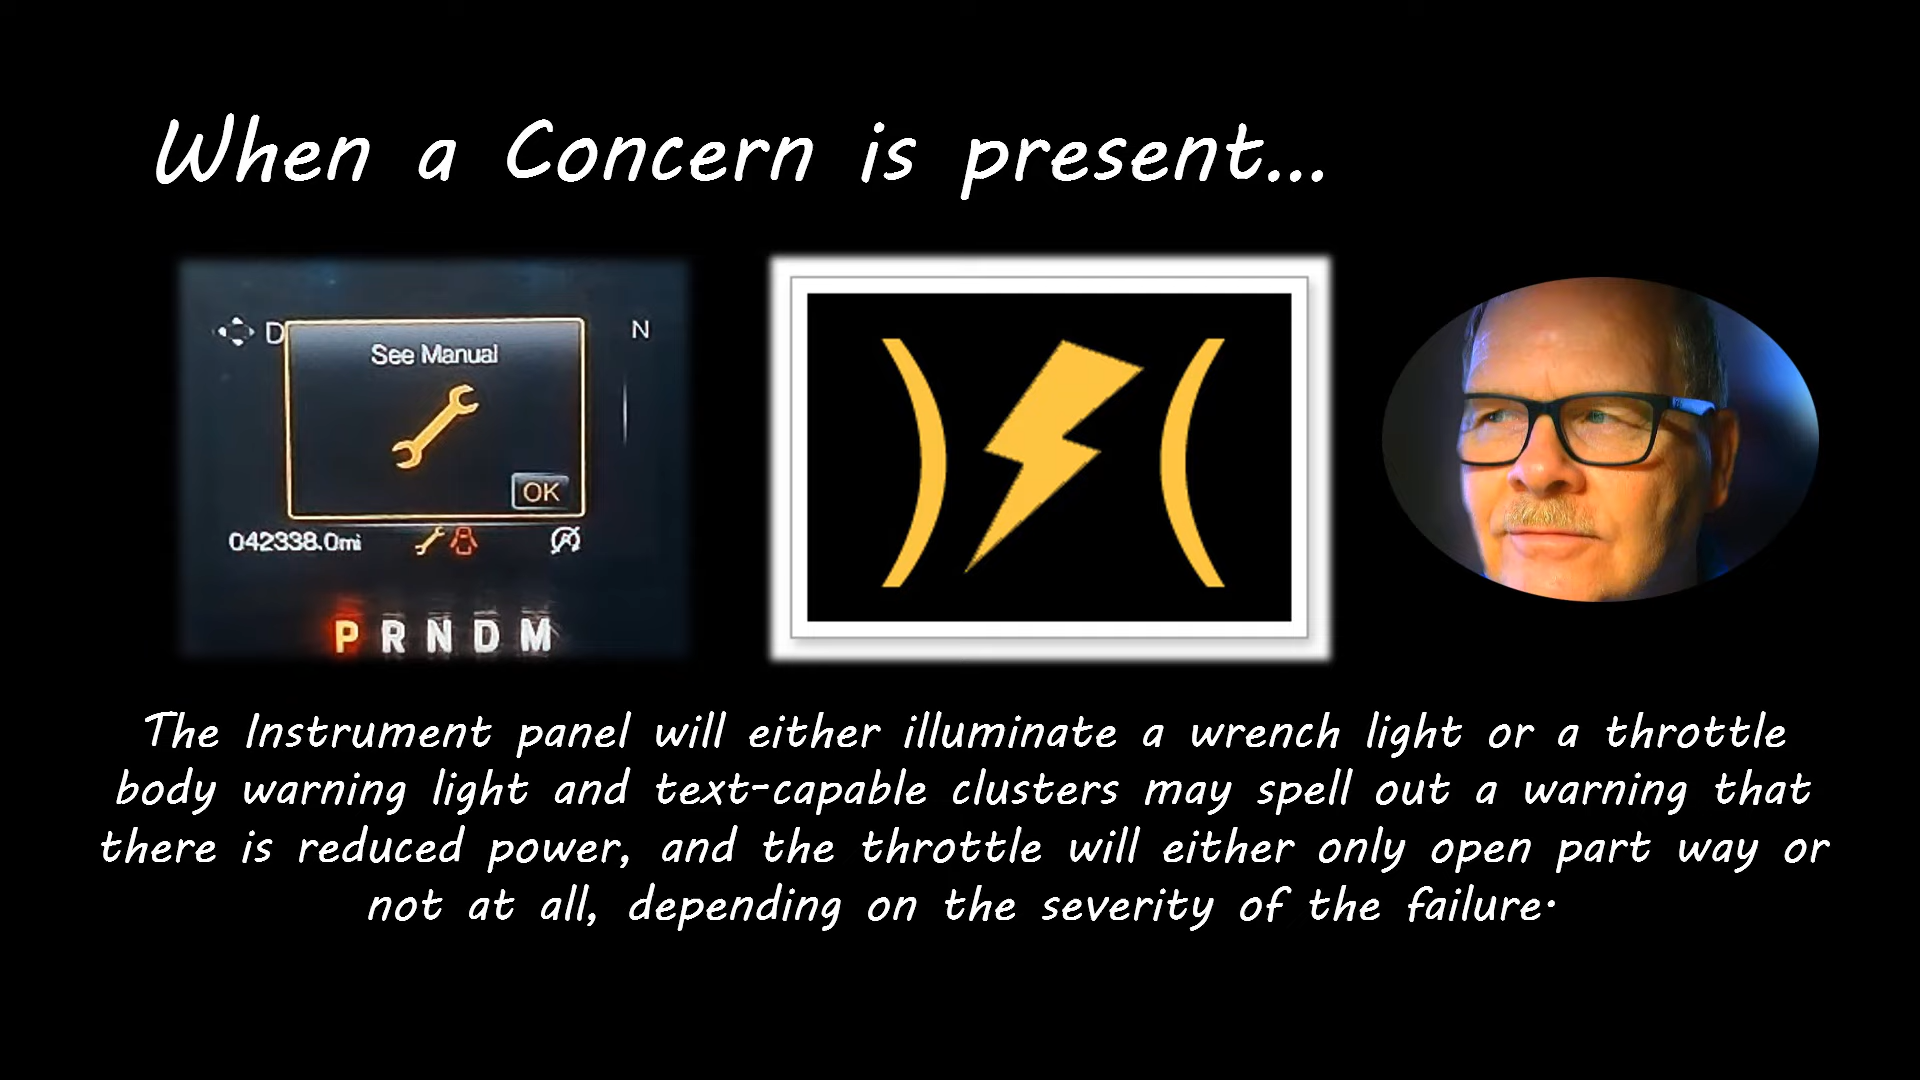 When a Concern is present...
D
N
See Manual
OK
042338.0mi
P R N D M
The Instrument panel will either illuminate a wrench light or a throttle
body warning light and text-capable clusters may spell out a warning that
there is reduced power, and the throttle will either only open part way or
not at all, depending on the severity of the failure.